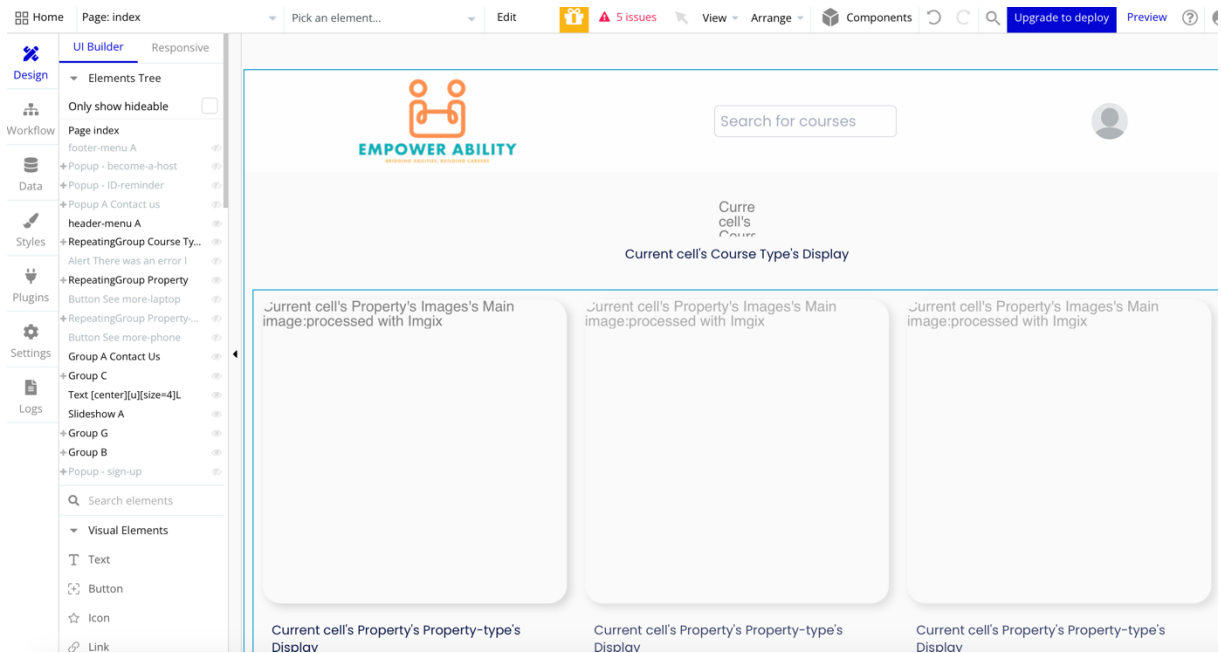 Home
Page: index
Pick an element...
Edit
5 issues
View
Arrange
Components
Upgrade to deploy
Preview
?
UI Builder
Responsive
Design
Workflow
Data
Styles
Plugins
Settings
Logs
Elements Tree
Only show hideable
Page index
footer-menu A
+Popup - become-a-host
+Popup - ID-reminder
+Popup A Contact us
header-menu A
+RepeatingGroup Course Ty...
Alert There was an error l
+RepeatingGroup Property
Button See more-laptop
+RepeatingGroup Property-...
Button See more-phone
Group A Contact Us
+Group C
Text [center][u][size=4]L
Slideshow A
+Group G
+Group B
+Popup - sign-up
Search elements
Visual Elements
Text
Button
Icon
Link
EMPOWER ABILITY
BRIDGING ABILITIES, BUILDING CAREERS
Search for courses
Curre
cell's
Cours
Current cell's Course Type's Display
Current cell's Property's Images's Main
image:processed with Imgix
Current cell's Property's Images's Main
image:processed with Imgix
Current cell's Property's Images's Main
image:processed with Imgix
Current cell's Property's Property-type's
Display
Current cell's Property's Property-type's
Display
Current cell's Property's Property-type's
Display